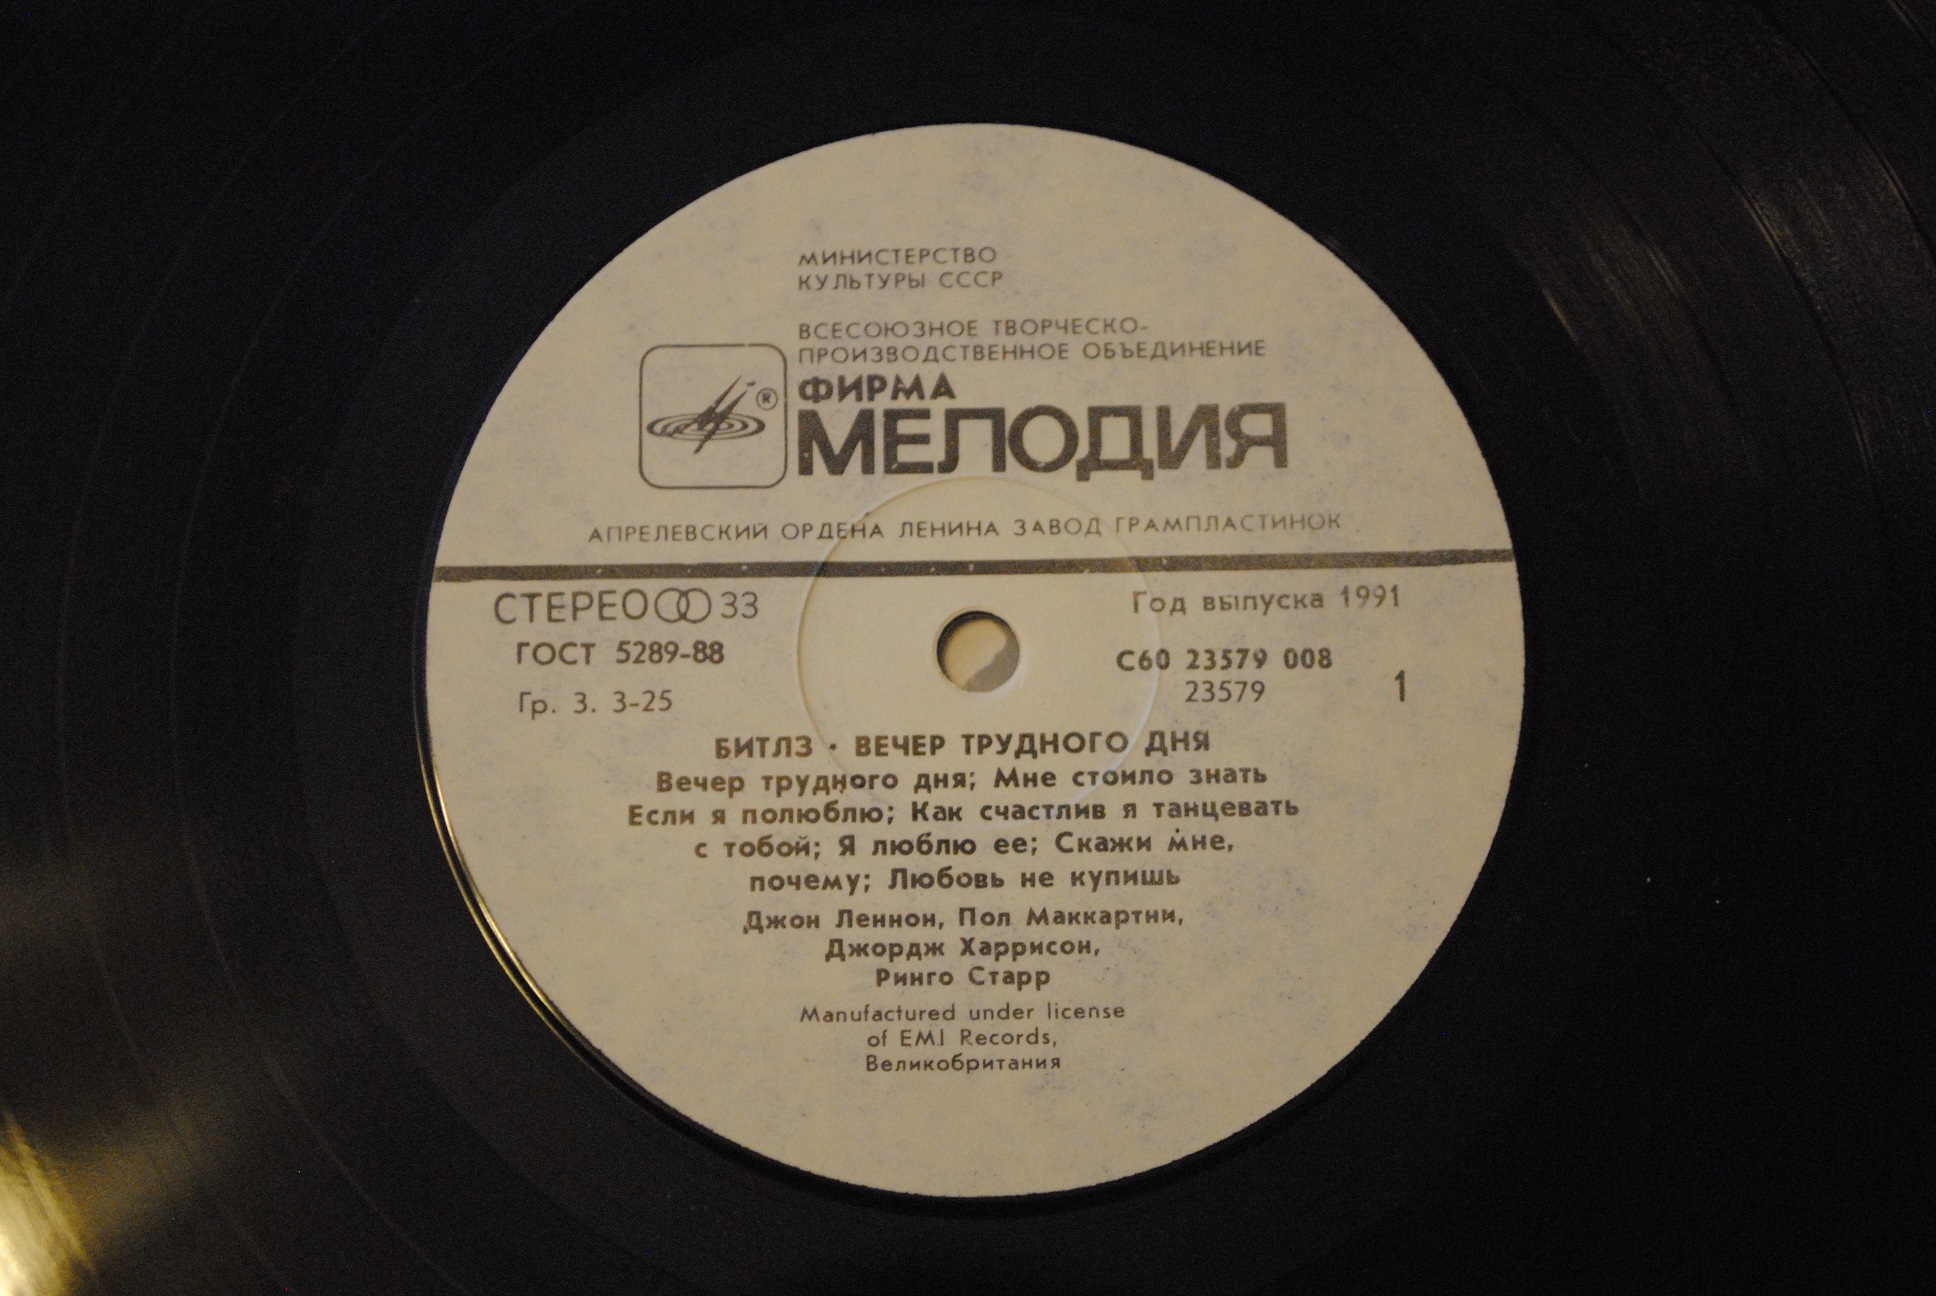 МИНИСТЕРСТВО
КУЛЬТУРЫ СССР
ВСЕСОЮЗНОЕ ТВОРЧЕСКО-
ПРОИЗВОДСТВЕННОЕ ОБЪЕДИНЕНИЕ
®
ФИРМА
МЕЛОДИЯ
АПРЕЛЕВСКИЙ ОРДЕНА ЛЕНИНА ЗАВОД ГРАМПЛАСТИНОК
СТЕРЕО 33
Год выпуска 1991
ГОСТ 5289-88
С60 23579 008
Гр. 3. 3-25
23579
1
БИТЛЗ · ВЕЧЕР ТРУДНОГО ДНЯ
Вечер трудного дня; Мне стоило знать
Если я полюблю; Как счастлив я танцевать
с тобой; Я люблю ее; Скажи мне,
почему; Любовь не купишь
Джон Леннон, Пол Маккартни,
Джордж Харрисон,
Ринго Старр
Manufactured under license
of EMI Records,
Великобритания